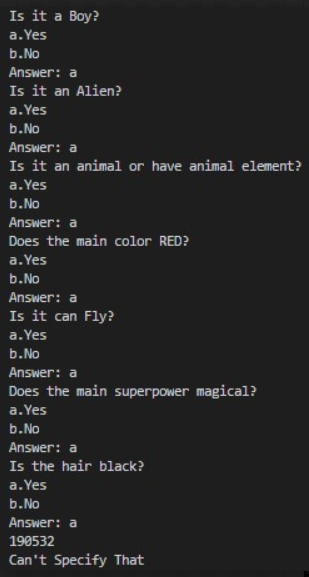 Is it a Boy?
a.Yes
b.No
Answer: a
Is it an Alien?
a.Yes
b.No
Answer: a
Is it an animal or have animal element?
a.Yes
b.No
Answer: a
Does the main color RED?
a.Yes
b.No
Answer: a
Is it can Fly?
a.Yes
b.No
Answer: a
Does the main superpower magical?
a.Yes
b.No
Answer: a
Is the hair black?
a.Yes
b.No
Answer: a
190532
Can't Specify That